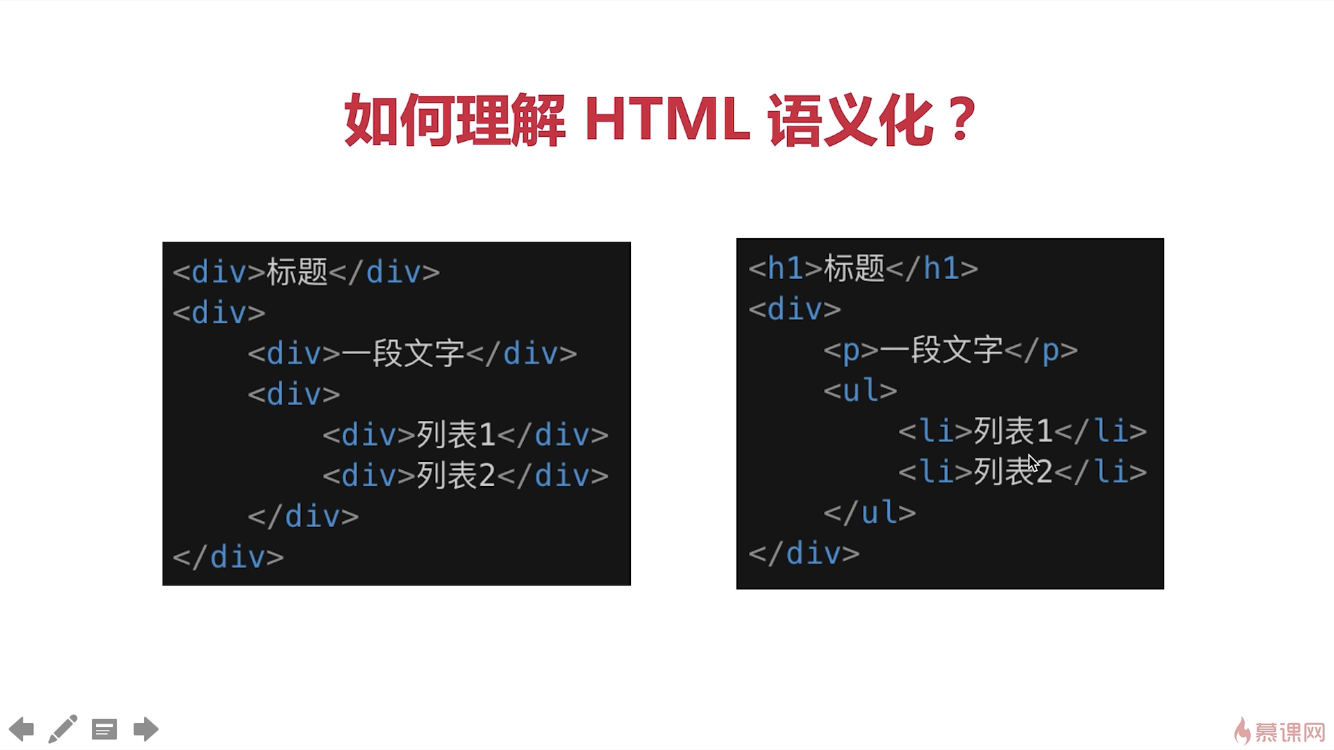 如何理解 HTML 语义化？
<div>标题</div>
<div>
<div>一段文字</div>
<div>
<div>列表1</div>
<div>列表2</div>
</div>
</div>
<h1>标题</h1>
<div>
<p>一段文字</p>
<ul>
<li>列表1</li>
<li>列表2</li>
</ul>
</div>
慕课网